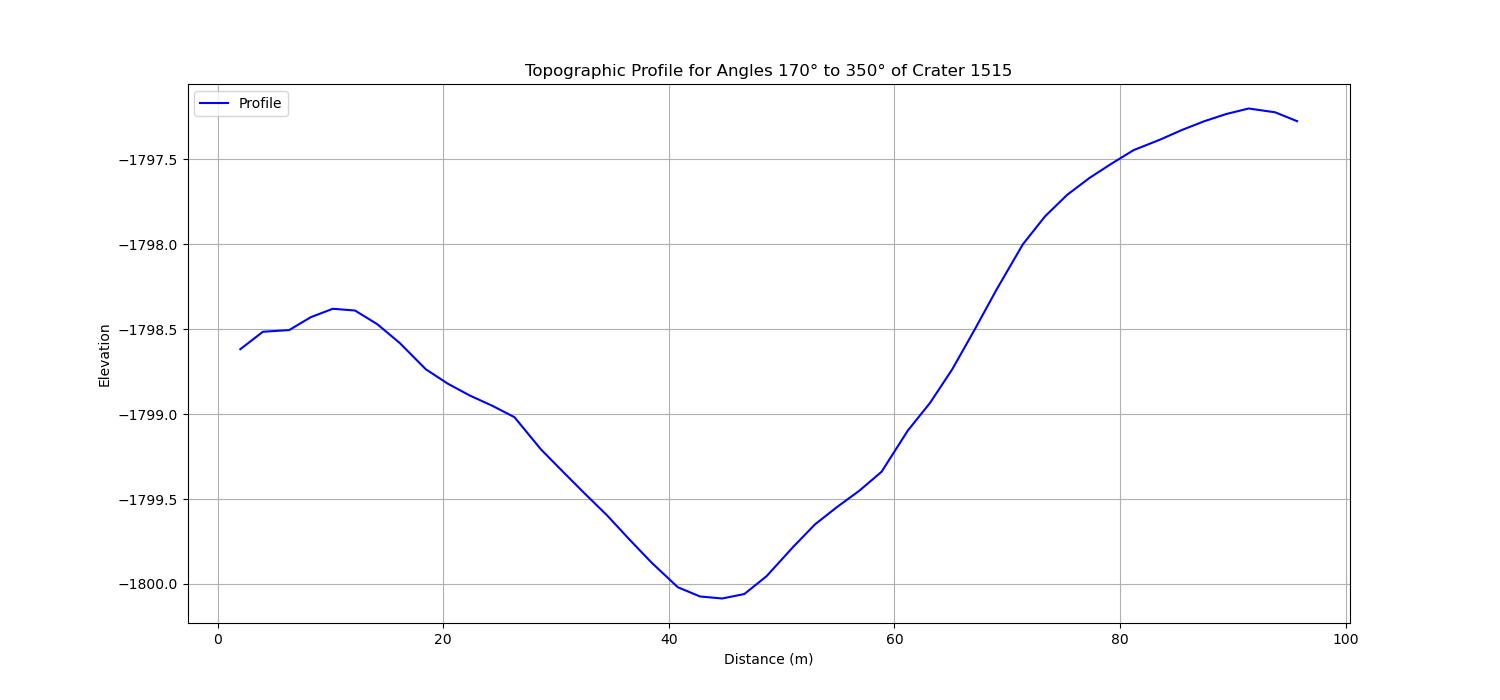 Topographic Profile for Angles 170° to 350° of Crater 1515
Profile
Elevation
−1797.5
−1798.0
−1798.5
−1799.0
−1799.5
−1800.0
0 20 40 60 80 100
Distance (m)